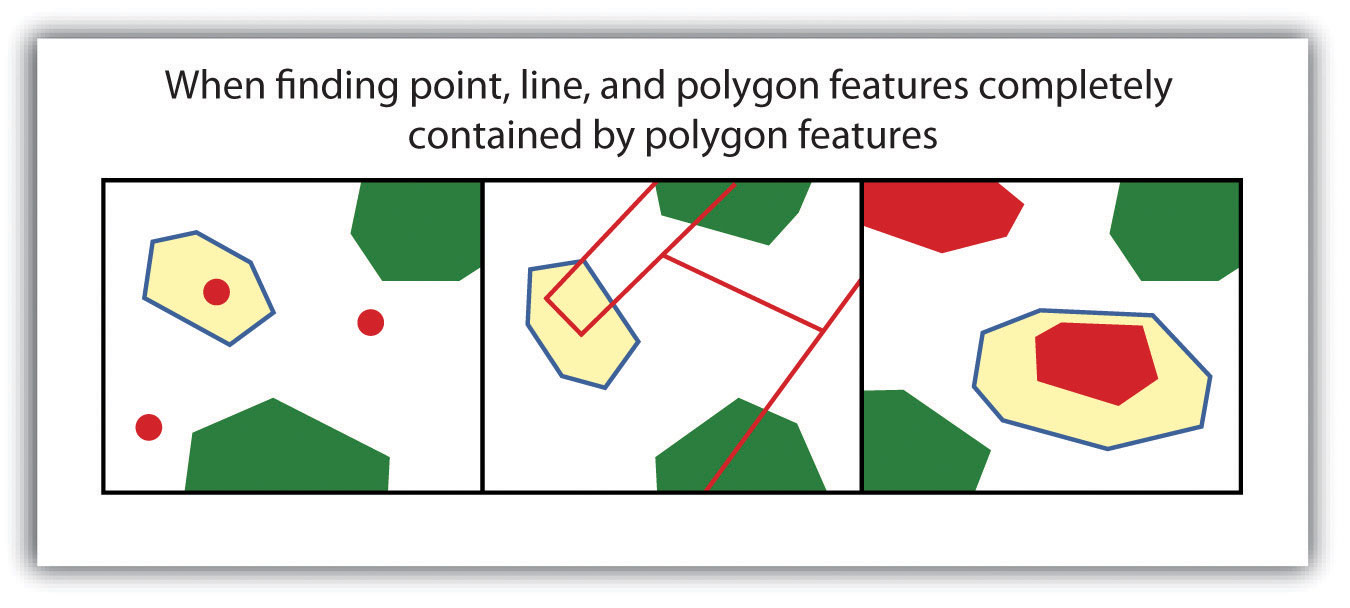 When finding point, line, and polygon features completely
contained by polygon features